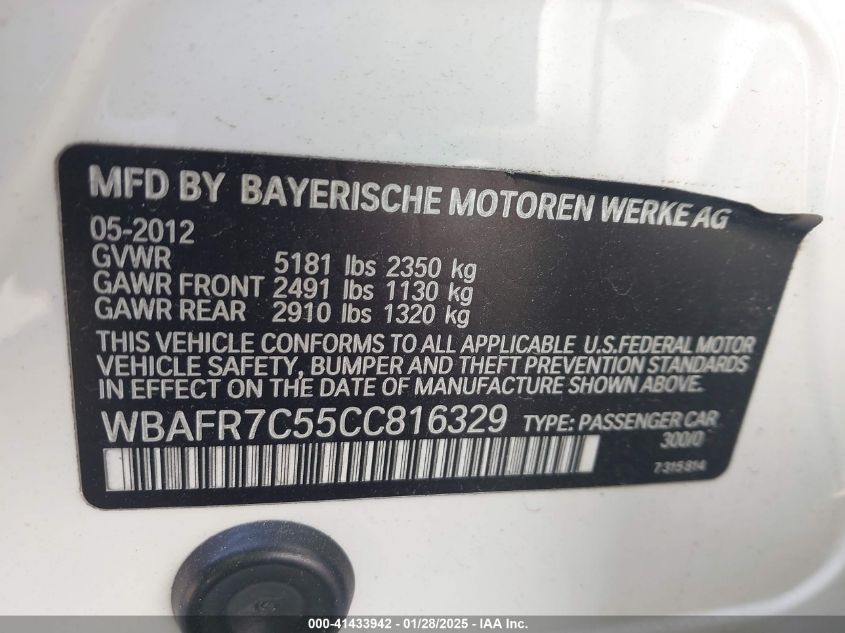 MFD BY BAYERISCHE MOTOREN WERKE AG
05-2012
GVWR 5181 lbs 2350 kg
GAWR FRONT 2491 lbs 1130 kg
GAWR REAR 2910 lbs 1320 kg
THIS VEHICLE CONFORMS TO ALL APPLICABLE U.S.FEDERAL MOTOR
VEHICLE SAFETY, BUMPER AND THEFT PREVENTION STANDARDS
IN EFFECT ON THE DATE OF MANUFACTURE SHOWN ABOVE.
WBAFR7C55CC816329 TYPE: PASSENGER CAR
300/0
7 315 814
000-41433942 - 01/28/2025 - IAA Inc.